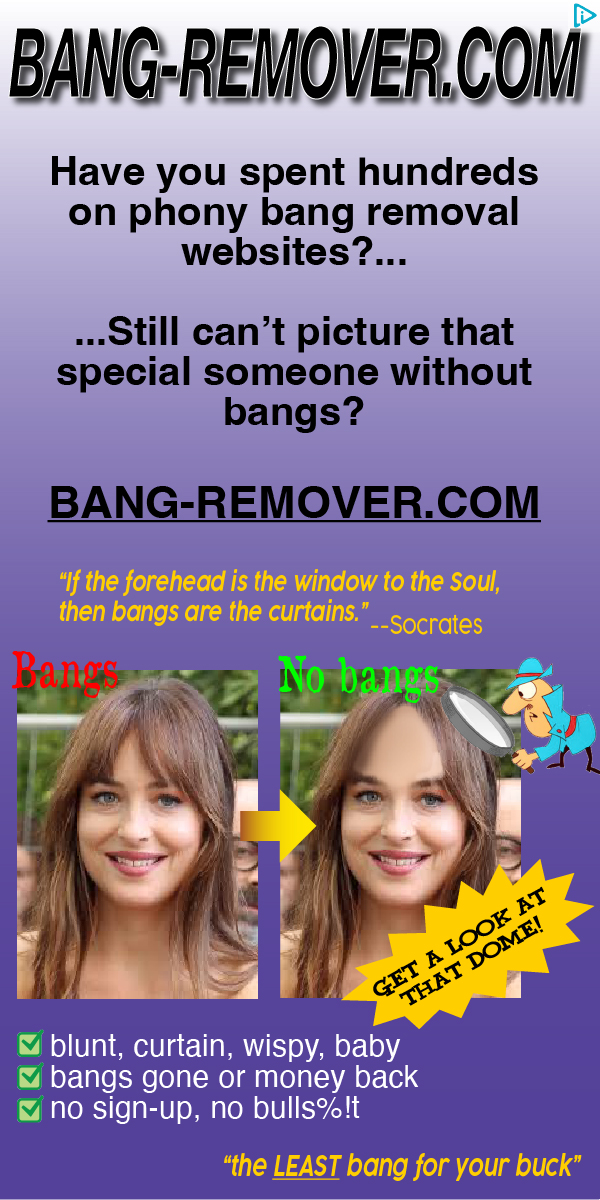 BANG-REMOVER.COM
Have you spent hundreds
on phony bang removal
websites?...
...Still can’t picture that
special someone without
bangs?
BANG-REMOVER.COM
“If the forehead is the window to the Soul,
then bangs are the curtains.” --Socrates
Bangs
No bangs
GET A LOOK AT
THAT DOME!
blunt, curtain, wispy, baby
bangs gone or money back
no sign-up, no bulls%!t
“the LEAST bang for your buck”